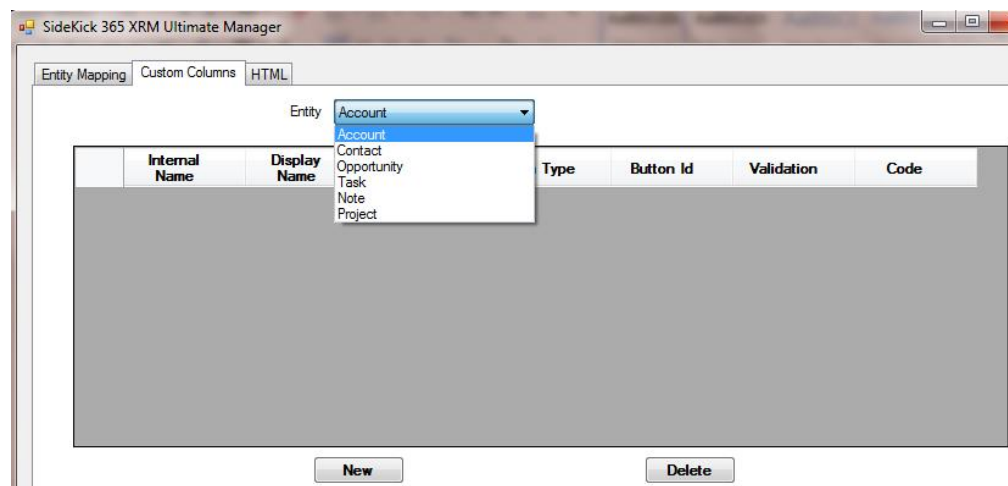 SideKick 365 XRM Ultimate Manager
Entity Mapping Custom Columns HTML
Entity Account
Account
Contact
Opportunity
Task
Note
Project
Internal Name
Display Name
Type
Button Id
Validation
Code
New Delete